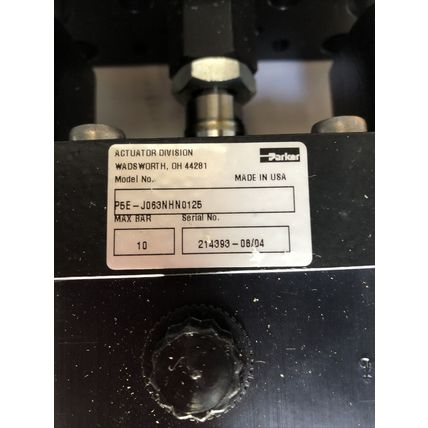 ACTUATOR DIVISION
WADSWORTH, OH 44281
Parker
Model No. MADE IN USA
P5E-J063NHN0125
MAX BAR Serial No.
10 214393-08/04